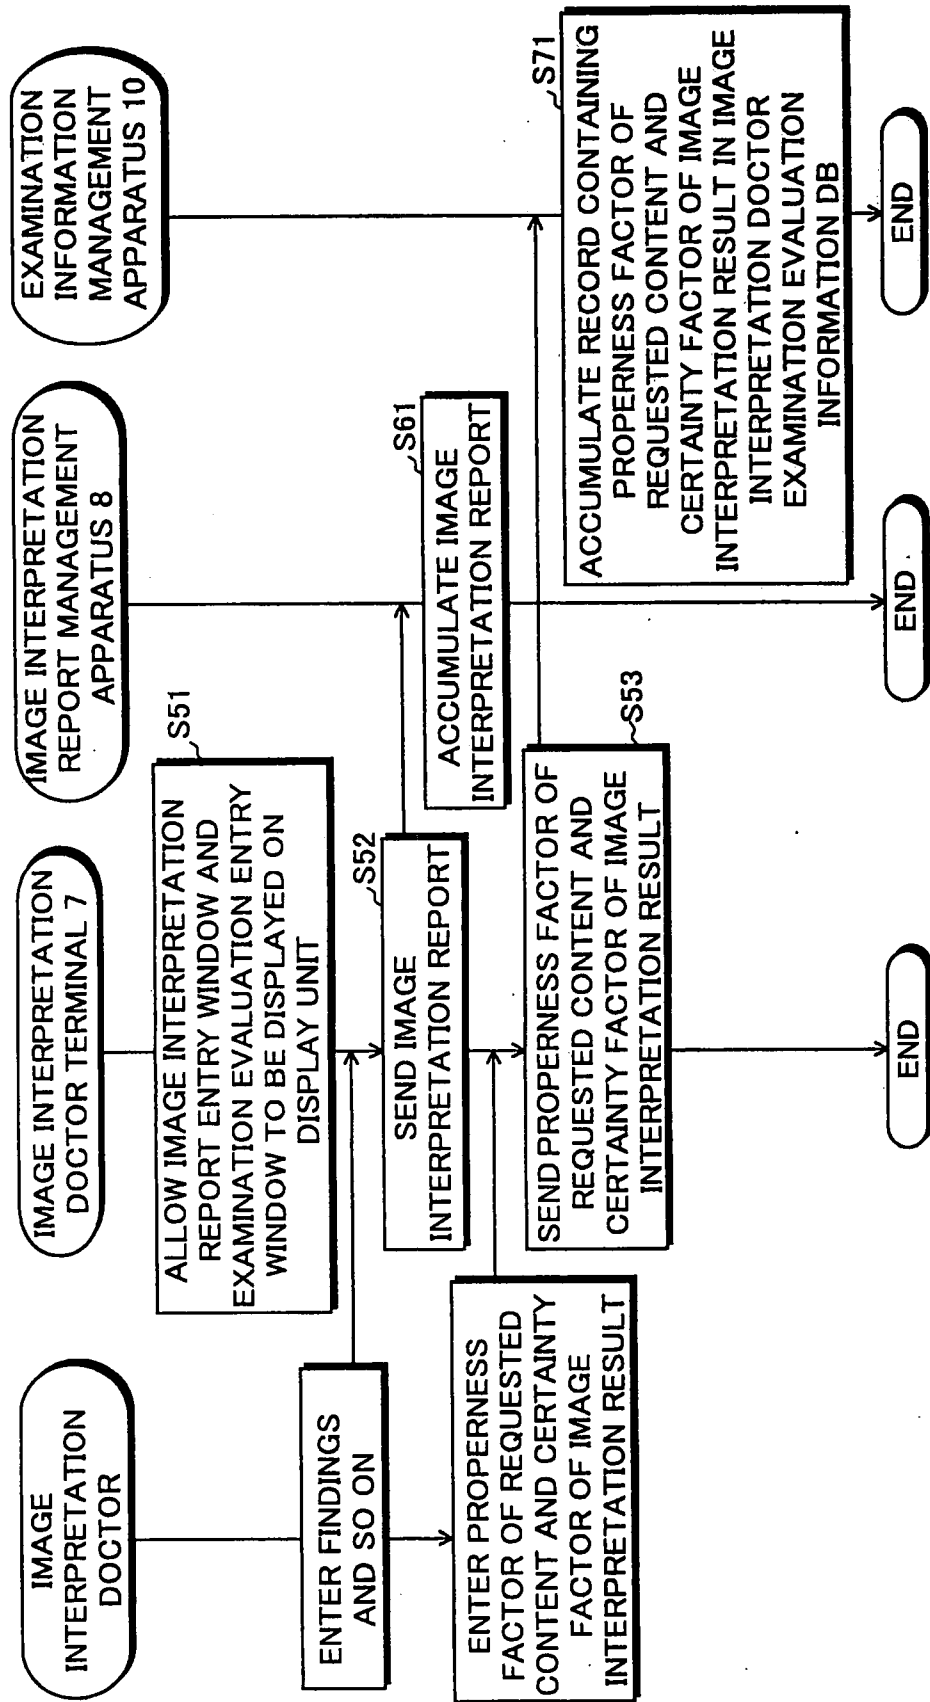 IMAGE
INTERPRETATION
DOCTOR
ENTER FINDINGS
AND SO ON
ENTER PROPERNESS
FACTOR OF REQUESTED
CONTENT AND CERTAINTY
FACTOR OF IMAGE
INTERPRETATION RESULT
IMAGE INTERPRETATION
DOCTOR TERMINAL 7
S51
ALLOW IMAGE INTERPRETATION
REPORT ENTRY WINDOW AND
EXAMINATION EVALUATION ENTRY
WINDOW TO BE DISPLAYED ON
DISPLAY UNIT
S52
SEND IMAGE
INTERPRETATION REPORT
S53
SEND PROPERNESS FACTOR OF
REQUESTED CONTENT AND
CERTAINTY FACTOR OF IMAGE
INTERPRETATION RESULT
END
IMAGE INTERPRETATION
REPORT MANAGEMENT
APPARATUS 8
S61
ACCUMULATE IMAGE
INTERPRETATION REPORT
END
EXAMINATION
INFORMATION
MANAGEMENT
APPARATUS 10
S71
ACCUMULATE RECORD CONTAINING
PROPERNESS FACTOR OF
REQUESTED CONTENT AND
CERTAINTY FACTOR OF IMAGE
INTERPRETATION RESULT IN IMAGE
INTERPRETATION DOCTOR
EXAMINATION EVALUATION
INFORMATION DB
END